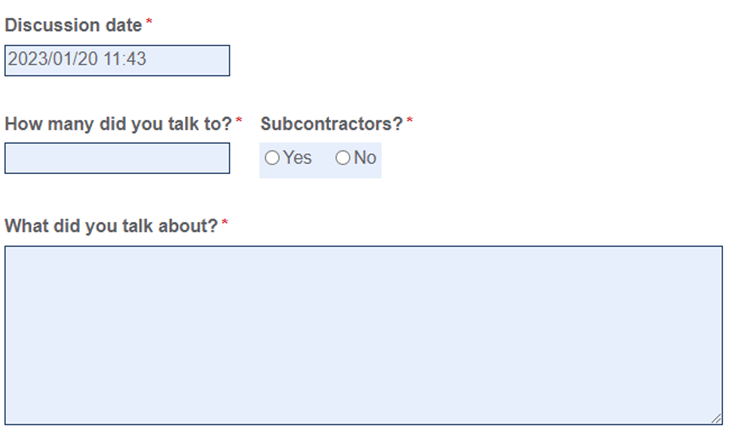 Discussion date *
2023/01/20 11:43
How many did you talk to? * Subcontractors? *
Yes No
What did you talk about? *